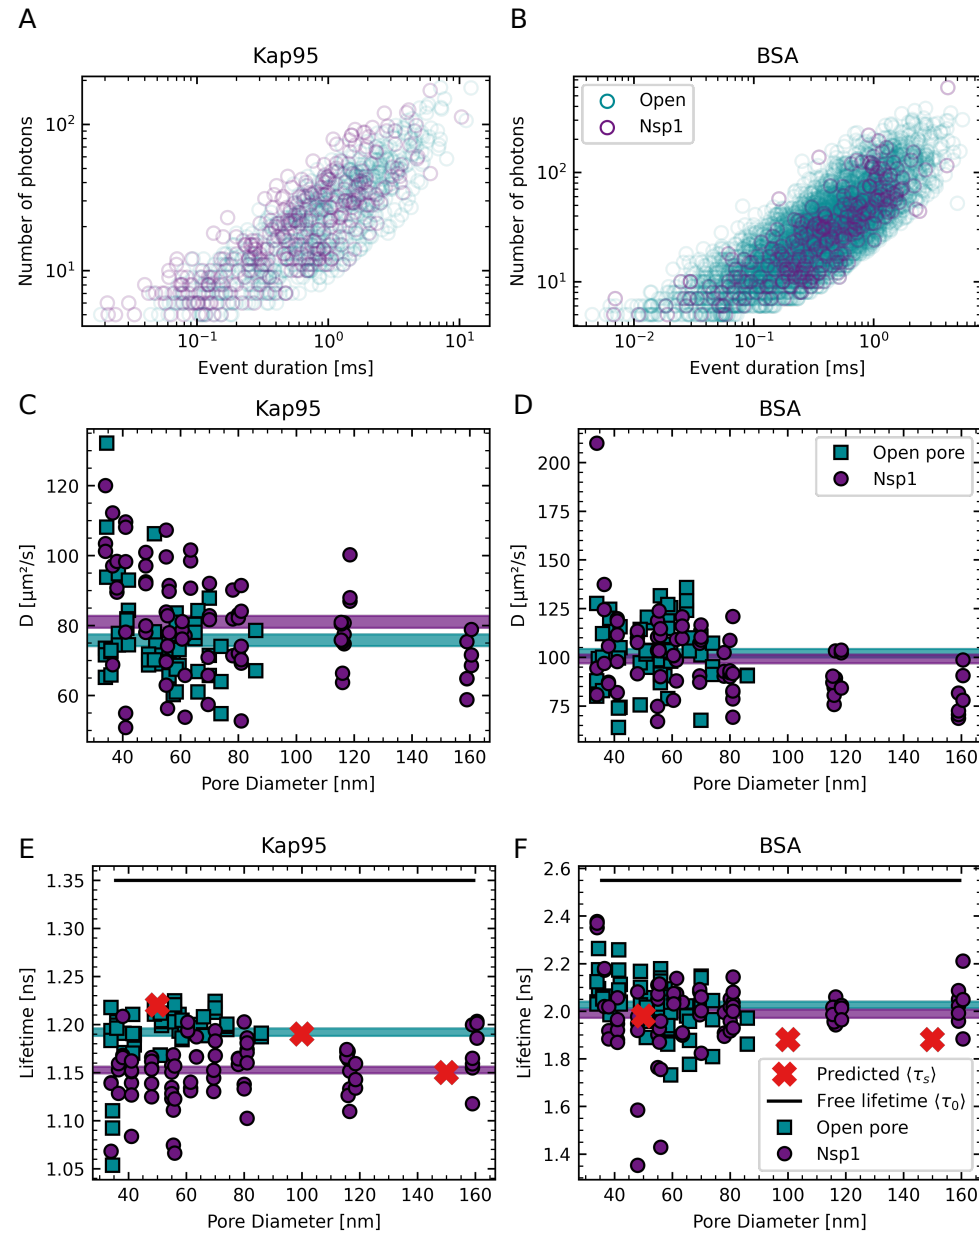 A
B
Kap95
BSA
Number of photons
10²
10¹
10⁻¹
10⁰
10¹
Event duration [ms]
Open
Nsp1
Number of photons
10²
10¹
10⁻²
10⁻¹
10⁰
Event duration [ms]
C
D
Kap95
BSA
D [μm²/s]
120
100
80
60
40
60
80
100
120
140
160
Pore Diameter [nm]
Open pore
Nsp1
D [μm²/s]
200
175
150
125
100
75
40
60
80
100
120
140
160
Pore Diameter [nm]
E
F
Kap95
BSA
Lifetime [ns]
1.35
1.30
1.25
1.20
1.15
1.10
1.05
40
60
80
100
120
140
160
Pore Diameter [nm]
Lifetime [ns]
2.6
2.4
2.2
2.0
1.8
1.6
1.4
Predicted ⟨τₛ⟩
Free lifetime ⟨τ₀⟩
Open pore
Nsp1
40
60
80
100
120
140
160
Pore Diameter [nm]